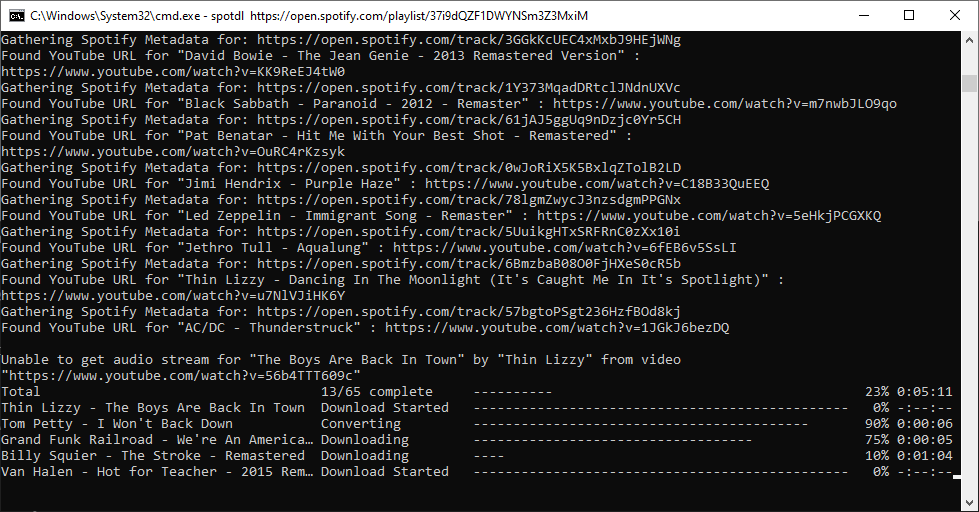 C:\Windows\System32\cmd.exe - spotdl https://open.spotify.com/playlist/37i9dQZF1DWYNSm3Z3MxiM
Gathering Spotify Metadata for: https://open.spotify.com/track/3GGkKcUEC4xMxbJ9HEjWNg
Found YouTube URL for "David Bowie - The Jean Genie - 2013 Remastered Version" :
https://www.youtube.com/watch?v=KK9ReEJ4tW0
Gathering Spotify Metadata for: https://open.spotify.com/track/1Y373MqadDRtclJNdnUXVc
Found YouTube URL for "Black Sabbath - Paranoid - 2012 - Remaster" : https://www.youtube.com/watch?v=m7nwbJLO9qo
Gathering Spotify Metadata for: https://open.spotify.com/track/61jAJ5ggUq9nDzjc0Yr5CH
Found YouTube URL for "Pat Benatar - Hit Me With Your Best Shot - Remastered" :
https://www.youtube.com/watch?v=OuRC4rKzsyk
Gathering Spotify Metadata for: https://open.spotify.com/track/0wJoRiX5K5BxlqZTolB2LD
Found YouTube URL for "Jimi Hendrix - Purple Haze" : https://www.youtube.com/watch?v=C18B33QuEEQ
Gathering Spotify Metadata for: https://open.spotify.com/track/78lgmZwycJ3nzsdgmPPGNx
Found YouTube URL for "Led Zeppelin - Immigrant Song - Remaster" : https://www.youtube.com/watch?v=5eHkjPCGXKQ
Gathering Spotify Metadata for: https://open.spotify.com/track/5UuikgHTxSRFRnC0zXx10i
Found YouTube URL for "Jethro Tull - Aqualung" : https://www.youtube.com/watch?v=6fEB6v5SsLI
Gathering Spotify Metadata for: https://open.spotify.com/track/6BmzbaB08O0FjHXeS0cR5b
Found YouTube URL for "Thin Lizzy - Dancing In The Moonlight (It's Caught Me In It's Spotlight)" :
https://www.youtube.com/watch?v=u7NlVJiHK6Y
Gathering Spotify Metadata for: https://open.spotify.com/track/57bgtoPSgt236HzfBOd8kj
Found YouTube URL for "AC/DC - Thunderstruck" : https://www.youtube.com/watch?v=1JGkJ6bezDQ
Unable to get audio stream for "The Boys Are Back In Town" by "Thin Lizzy" from video
"https://www.youtube.com/watch?v=56b4TTT609c"
Total 13/65 complete ---------- 23% 0:05:11
Thin Lizzy - The Boys Are Back In Town Download Started ------------------------------------------------ 0% -:--:--
Tom Petty - I Won't Back Down Converting ------------------------------------------- 90% 0:00:06
Grand Funk Railroad - We're An America… Downloading ------------------------------------ 75% 0:00:05
Billy Squier - The Stroke - Remastered Downloading ---- 10% 0:01:04
Van Halen - Hot for Teacher - 2015 Rem… Download Started ------------------------------------------------ 0% -:--:--